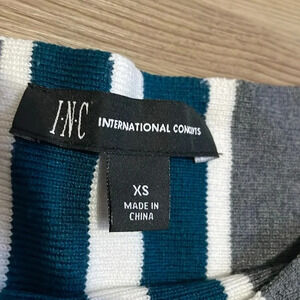 I·N·C INTERNATIONAL CONCEPTS
XS
MADE IN
CHINA